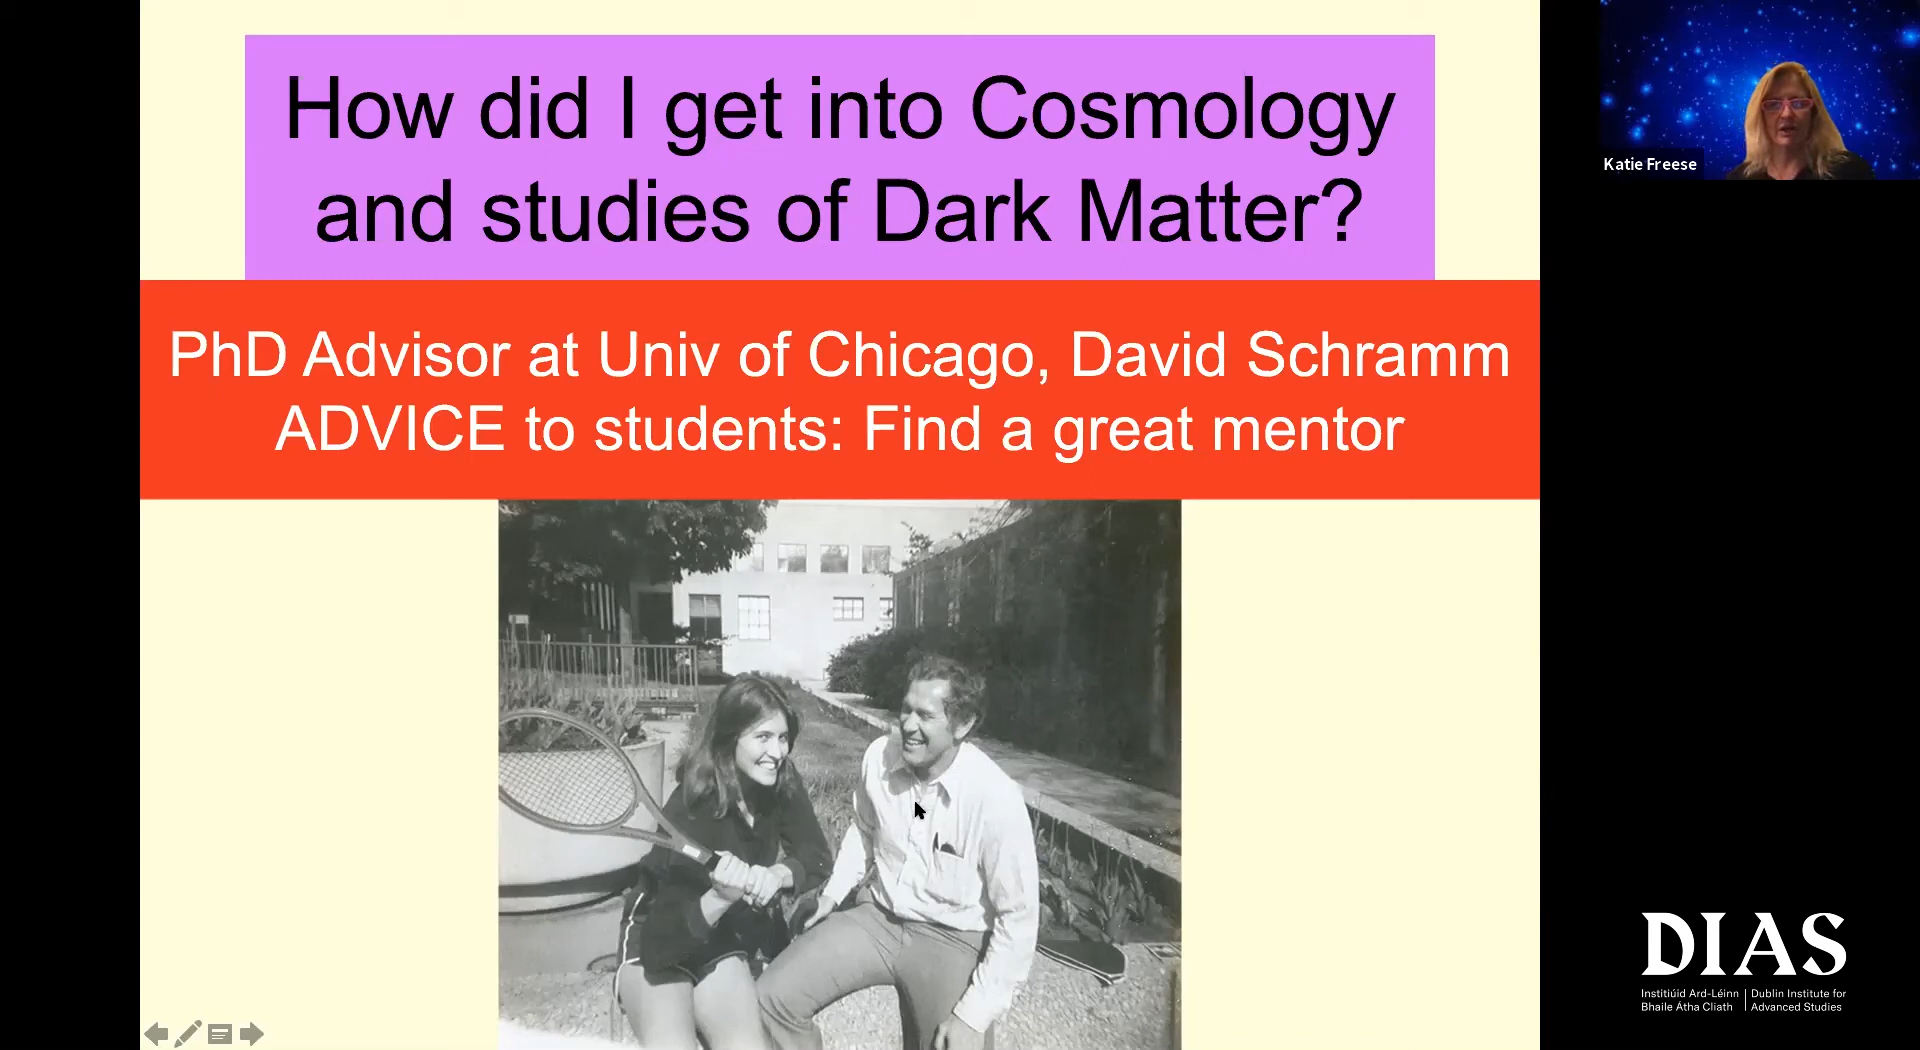 How did I get into Cosmology
and studies of Dark Matter?
PhD Advisor at Univ of Chicago, David Schramm
ADVICE to students: Find a great mentor
Katie Freese
DIAS
Institiúid Ard-Léinn
Bhaile Átha Cliath
Dublin Institute for
Advanced Studies